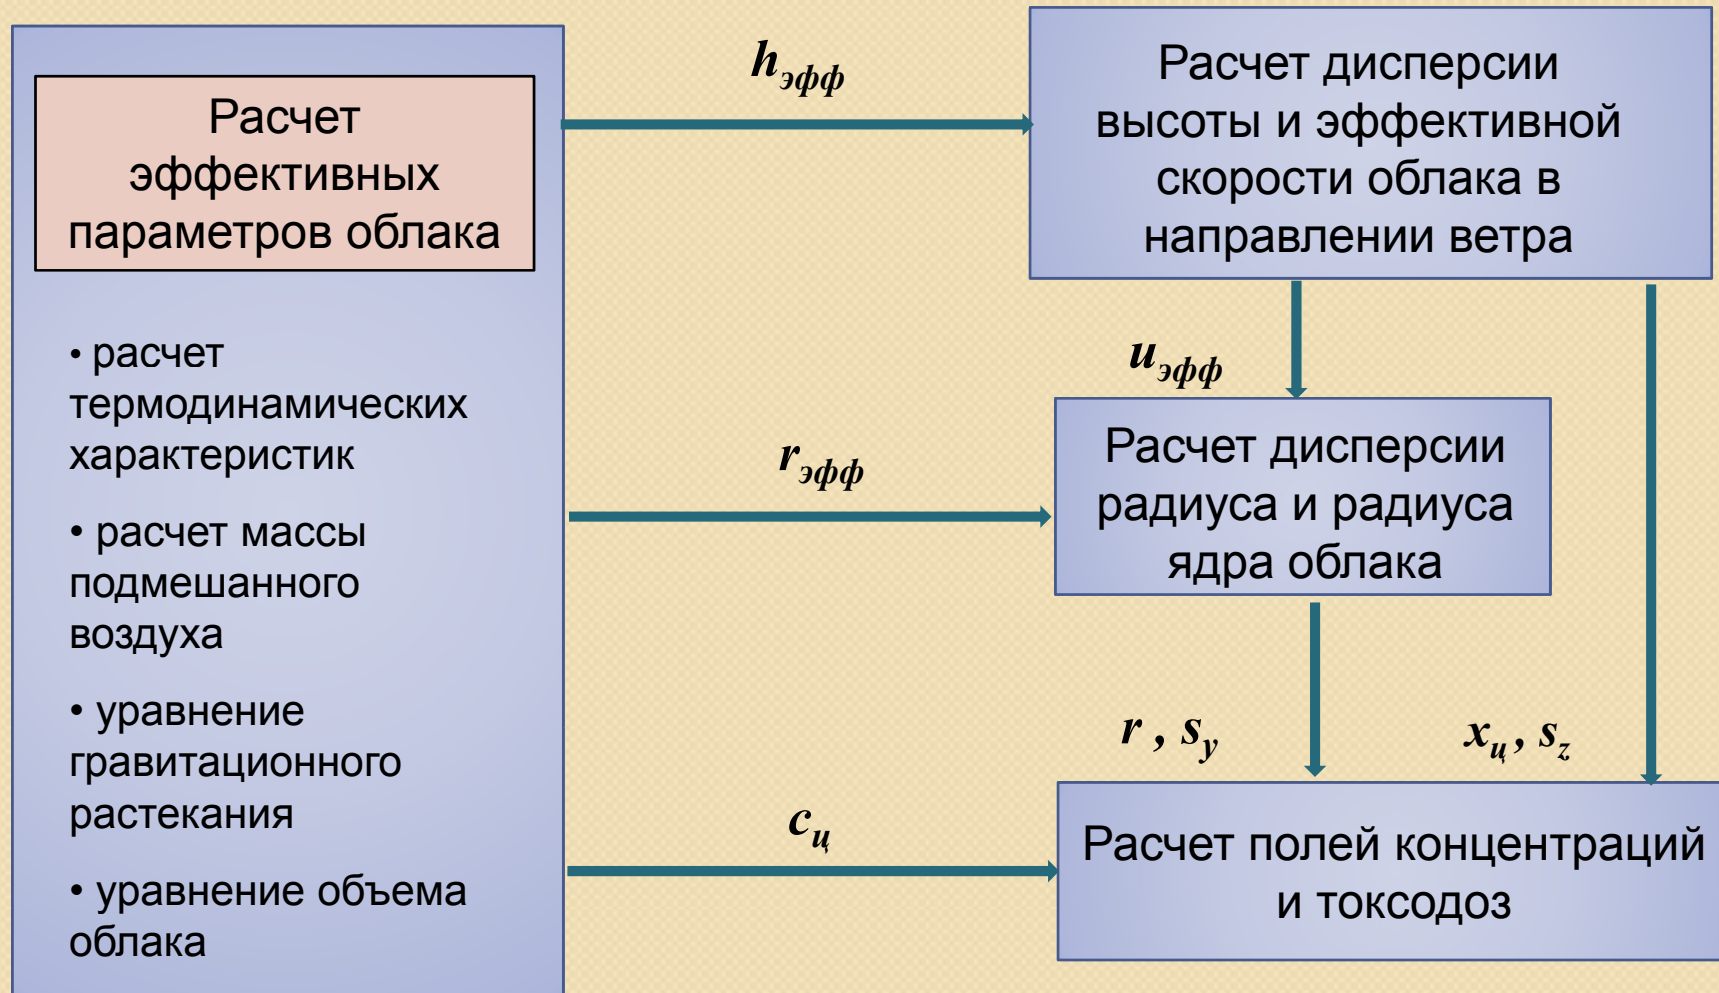 Расчет
эффективных
параметров облака
• расчет
термодинамических
характеристик
• расчет массы
подмешанного
воздуха
• уравнение
гравитационного
растекания
• уравнение объема
облака
hэфф
Расчет дисперсии
высоты и эффективной
скорости облака в
направлении ветра
uэфф
rэфф
Расчет дисперсии
радиуса и радиуса
ядра облака
r , sy
xц , sz
cц
Расчет полей концентраций
и токсодоз